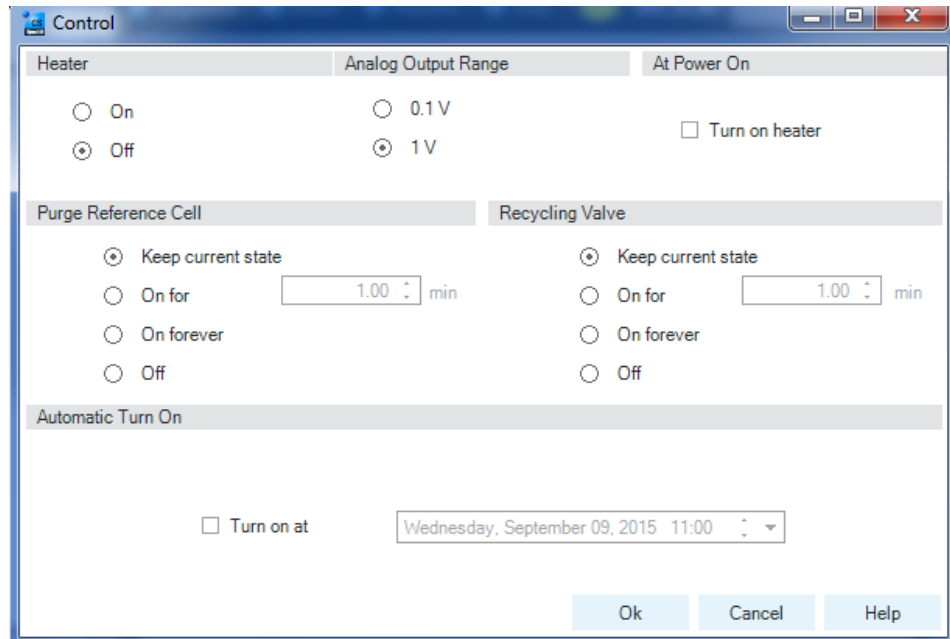 Control
Heater Analog Output Range At Power On
On 0.1 V
Turn on heater
Off 1 V
Purge Reference Cell Recycling Valve
Keep current state Keep current state
On for 1.00 min On for 1.00 min
On forever On forever
Off Off
Automatic Turn On
Turn on at Wednesday, September 09, 2015 11:00
Ok Cancel Help